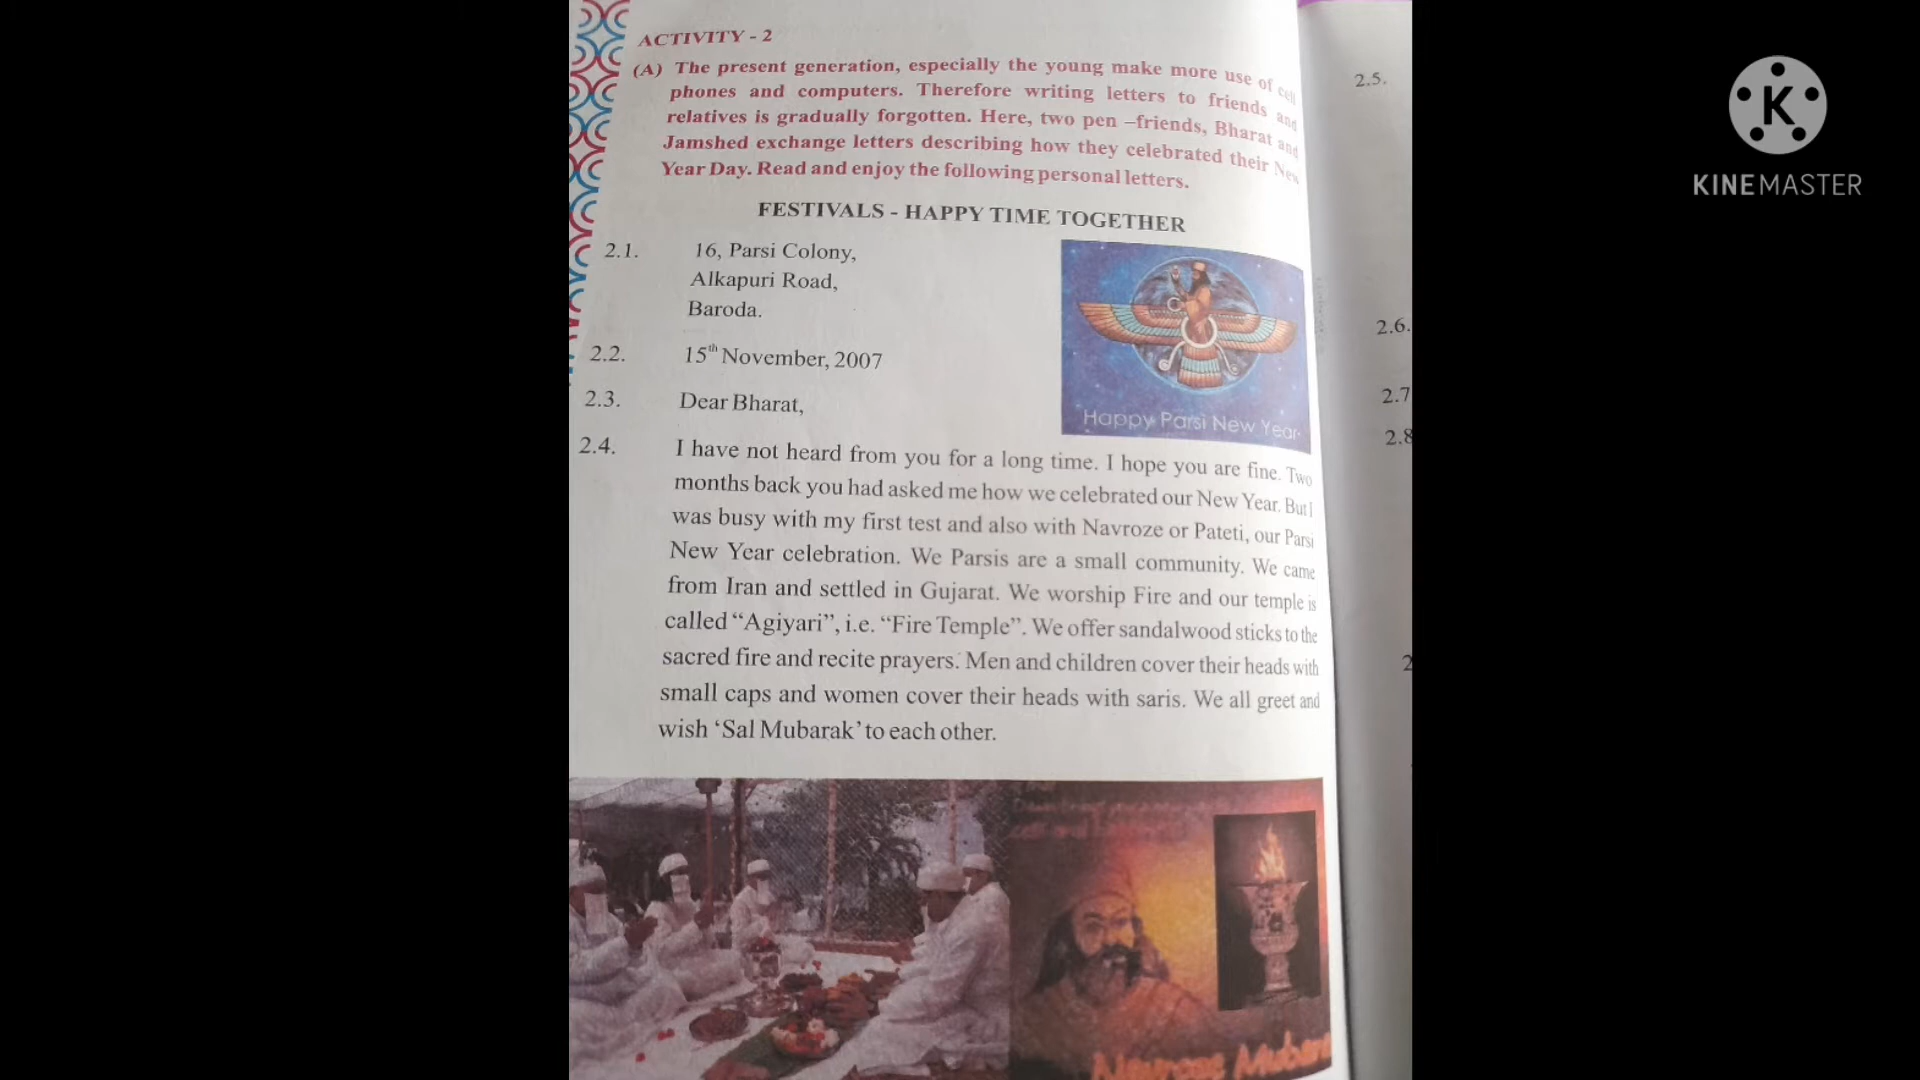 ACTIVITY - 2
(A) The present generation, especially the young make more use of cell
phones and computers. Therefore writing letters to friends and
relatives is gradually forgotten. Here, two pen –friends, Bharat and
Jamshed exchange letters describing how they celebrated their New
Year Day. Read and enjoy the following personal letters.
FESTIVALS - HAPPY TIME TOGETHER
2.1. 16, Parsi Colony,
Alkapuri Road,
Baroda.
2.2. 15th November, 2007
2.3. Dear Bharat,
Happy Parsi New Year
2.4. I have not heard from you for a long time. I hope you are fine. Two
months back you had asked me how we celebrated our New Year. But I
was busy with my first test and also with Navroze or Pateti, our Parsi
New Year celebration. We Parsis are a small community. We came
from Iran and settled in Gujarat. We worship Fire and our temple is
called “Agiyari”, i.e. “Fire Temple”. We offer sandalwood sticks to the
sacred fire and recite prayers. Men and children cover their heads with
small caps and women cover their heads with saris. We all greet and
wish ‘Sal Mubarak’ to each other.
2.5.
2.6.
2.7
2.8
2
K
KINEMASTER